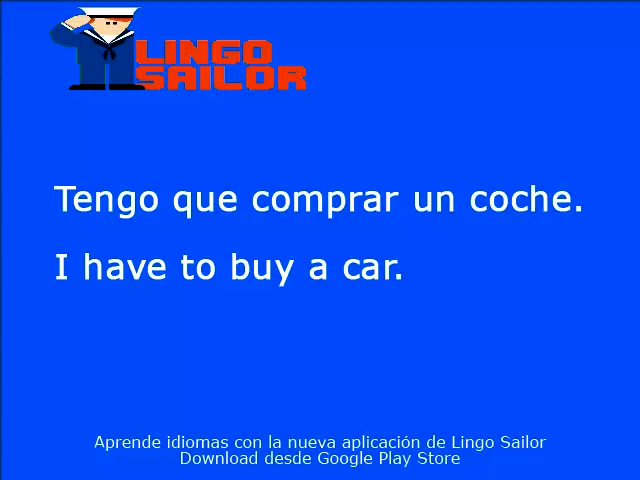 LINGO
SAILOR
Tengo que comprar un coche.
I have to buy a car.
Aprende idiomas con la nueva aplicación de Lingo Sailor
Download desde Google Play Store